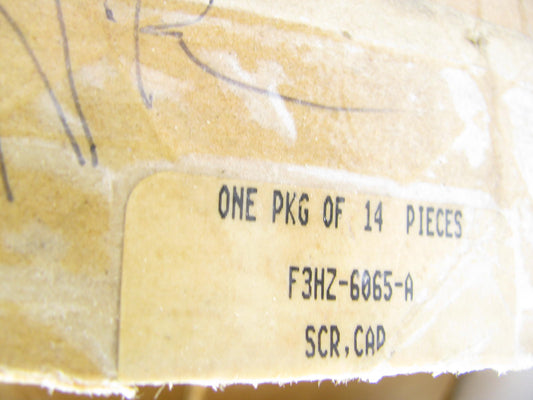 ONE PKG OF 14 PIECES
F3HZ-6065-A
SCR,CAP